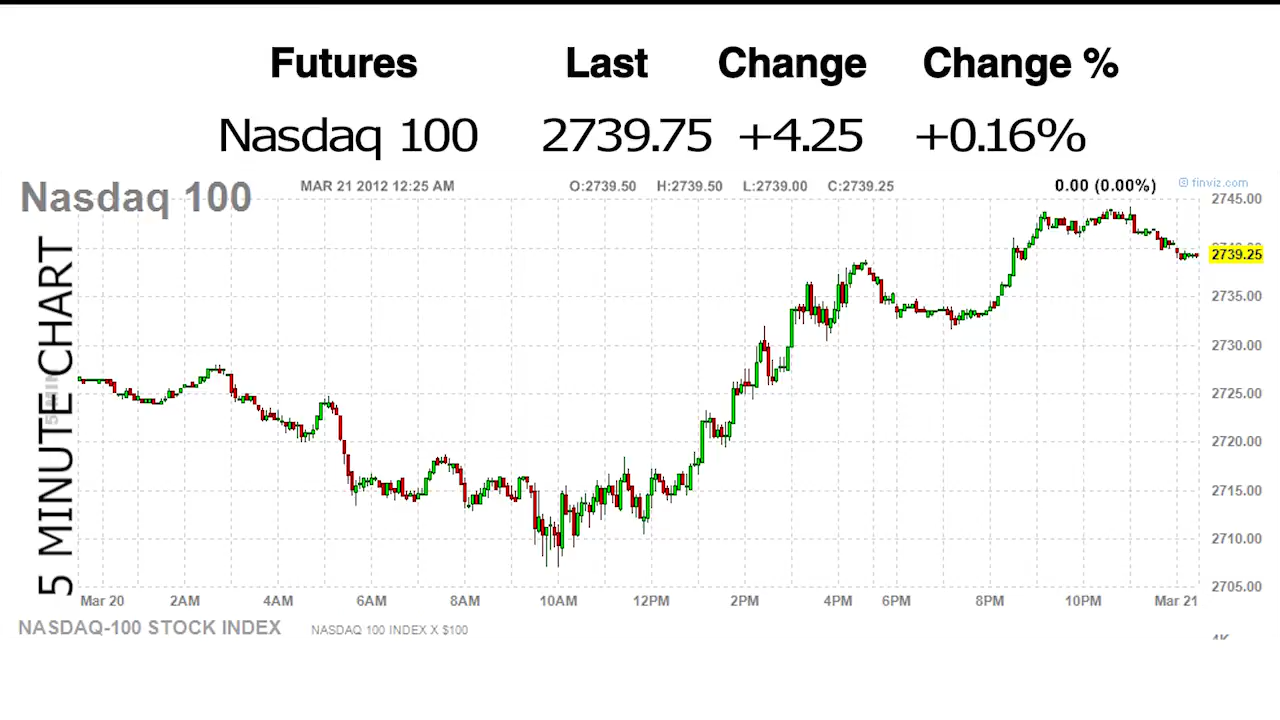 Futures Last Change Change %
Nasdaq 100 2739.75 +4.25 +0.16%
Nasdaq 100 MAR 21 2012 12:25 AM O:2739.50 H:2739.50 L:2739.00 C:2739.25 0.00 (0.00%) © finviz.com
2745.00
2739.25
2735.00
2730.00
2725.00
2720.00
2715.00
2710.00
2705.00
5 MINUTE CHART
Mar 20 2AM 4AM 6AM 8AM 10AM 12PM 2PM 4PM 6PM 8PM 10PM Mar 21
NASDAQ-100 STOCK INDEX NASDAQ 100 INDEX X $100